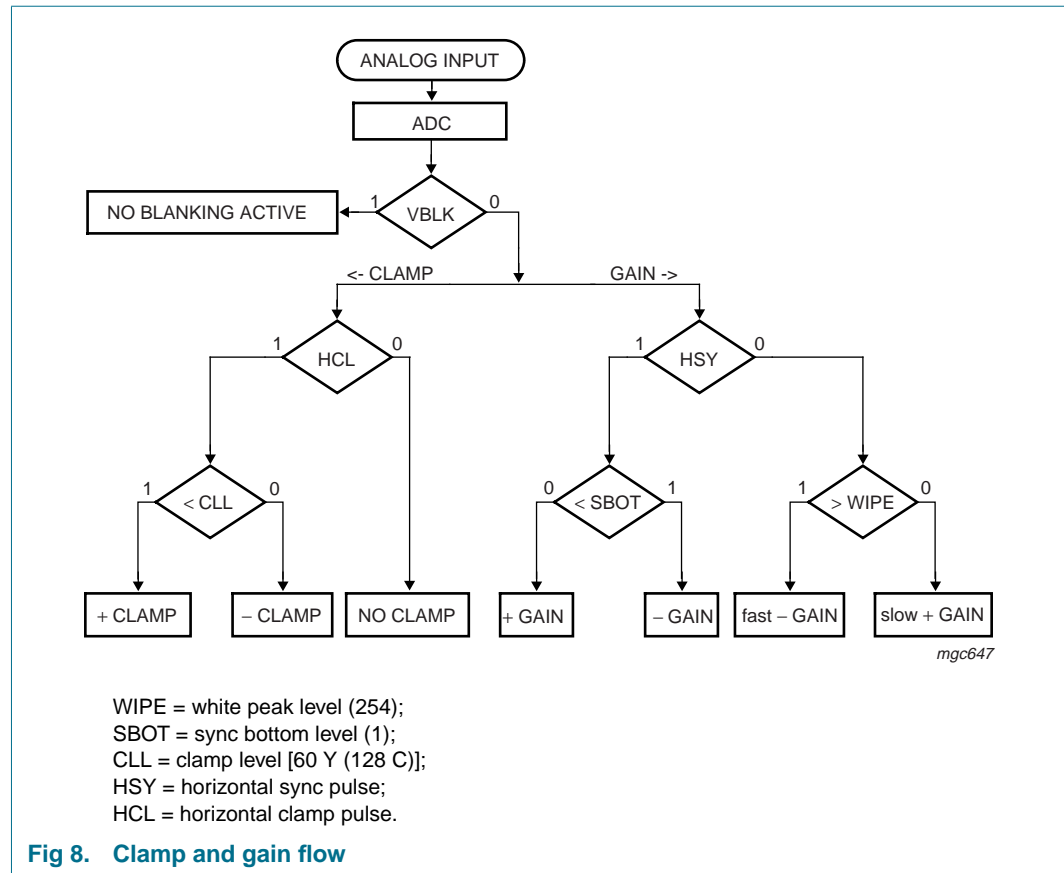 ANALOG INPUT
ADC
1 VBLK 0
NO BLANKING ACTIVE
<- CLAMP GAIN ->
1 HCL 0 1 HSY 0
1 < CLL 0 0 < SBOT 1 1 > WIPE 0
+ CLAMP − CLAMP NO CLAMP + GAIN − GAIN fast − GAIN slow + GAIN
mgc647
WIPE = white peak level (254);
SBOT = sync bottom level (1);
CLL = clamp level [60 Y (128 C)];
HSY = horizontal sync pulse;
HCL = horizontal clamp pulse.
Fig 8. Clamp and gain flow